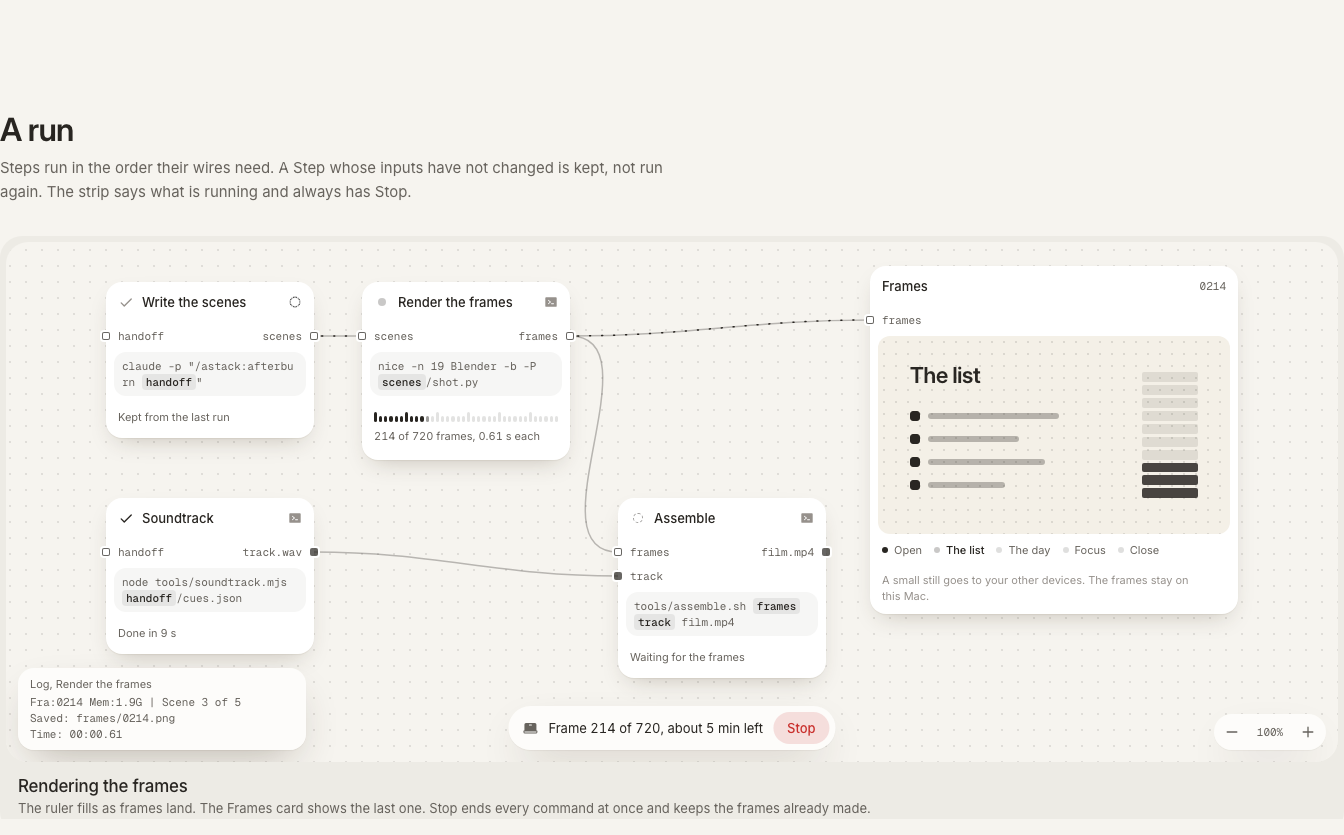 A run
Steps run in the order their wires need. A Step whose inputs have not changed is kept, not run
again. The strip says what is running and always has Stop.
Write the scenes
handoff
scenes
claude -p "/astack:afterbu
rn handoff"
Kept from the last run
Render the frames
scenes
frames
nice -n 19 Blender -b -P
scenes/shot.py
214 of 720 frames, 0.61 s each
Frames
0214
frames
The list
Open
The list
The day
Focus
Close
A small still goes to your other devices. The frames stay on
this Mac.
Soundtrack
handoff
track.wav
node tools/soundtrack.mjs
handoff/cues.json
Done in 9 s
Assemble
frames
film.mp4
track
tools/assemble.sh frames
track film.mp4
Waiting for the frames
Log, Render the frames
Fra:0214 Mem:1.9G | Scene 3 of 5
Saved: frames/0214.png
Time: 00:00.61
Frame 214 of 720, about 5 min left
Stop
100%
Rendering the frames
The ruler fills as frames land. The Frames card shows the last one. Stop ends every command at once and keeps the frames already made.